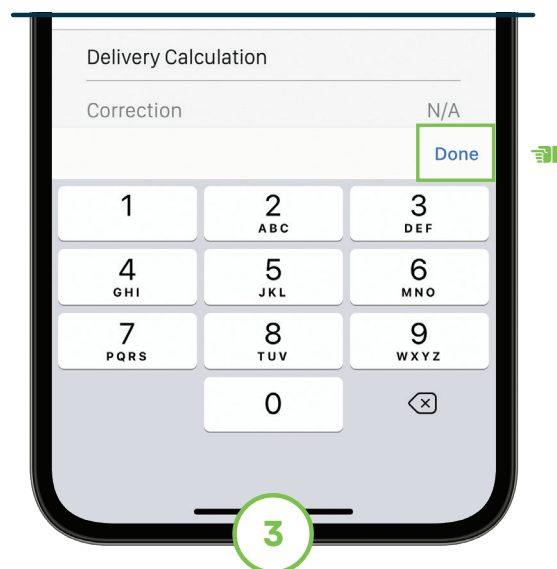 Delivery Calculation
Correction N/A
Done
1 2 3
ABC DEF
4 5 6
GHI JKL MNO
7 8 9
PQRS TUV WXYZ
0
3